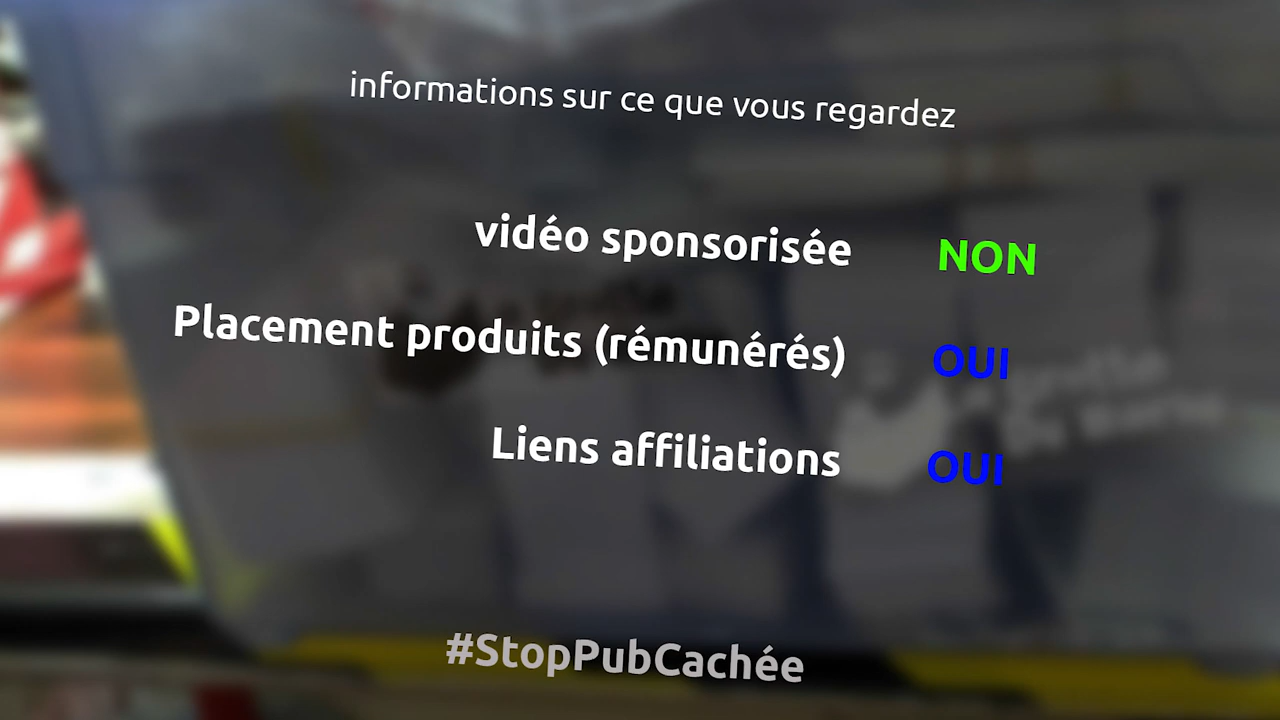 informations sur ce que vous regardez
vidéo sponsorisée NON
Placement produits (rémunérés) OUI
Liens affiliations OUI
#StopPubCachée